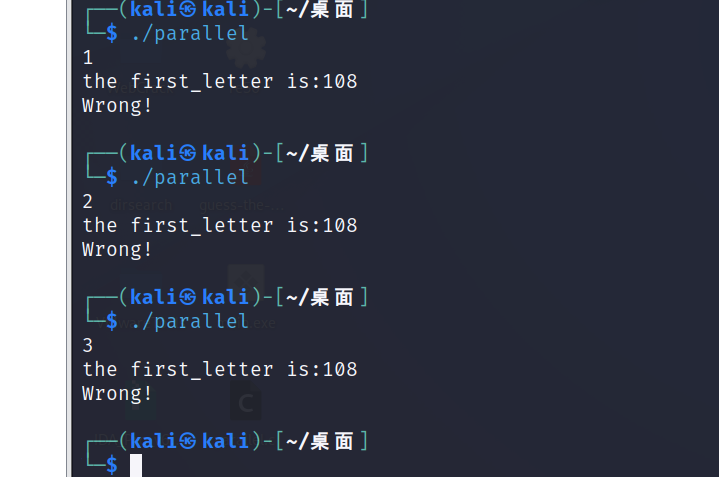 ┌──(kali㉿kali)-[~/桌面]
└─$ ./parallel
1
the first_letter is:108
Wrong!
┌──(kali㉿kali)-[~/桌面]
└─$ ./parallel
2
the first_letter is:108
Wrong!
┌──(kali㉿kali)-[~/桌面]
└─$ ./parallel
3
the first_letter is:108
Wrong!
┌──(kali㉿kali)-[~/桌面]
└─$